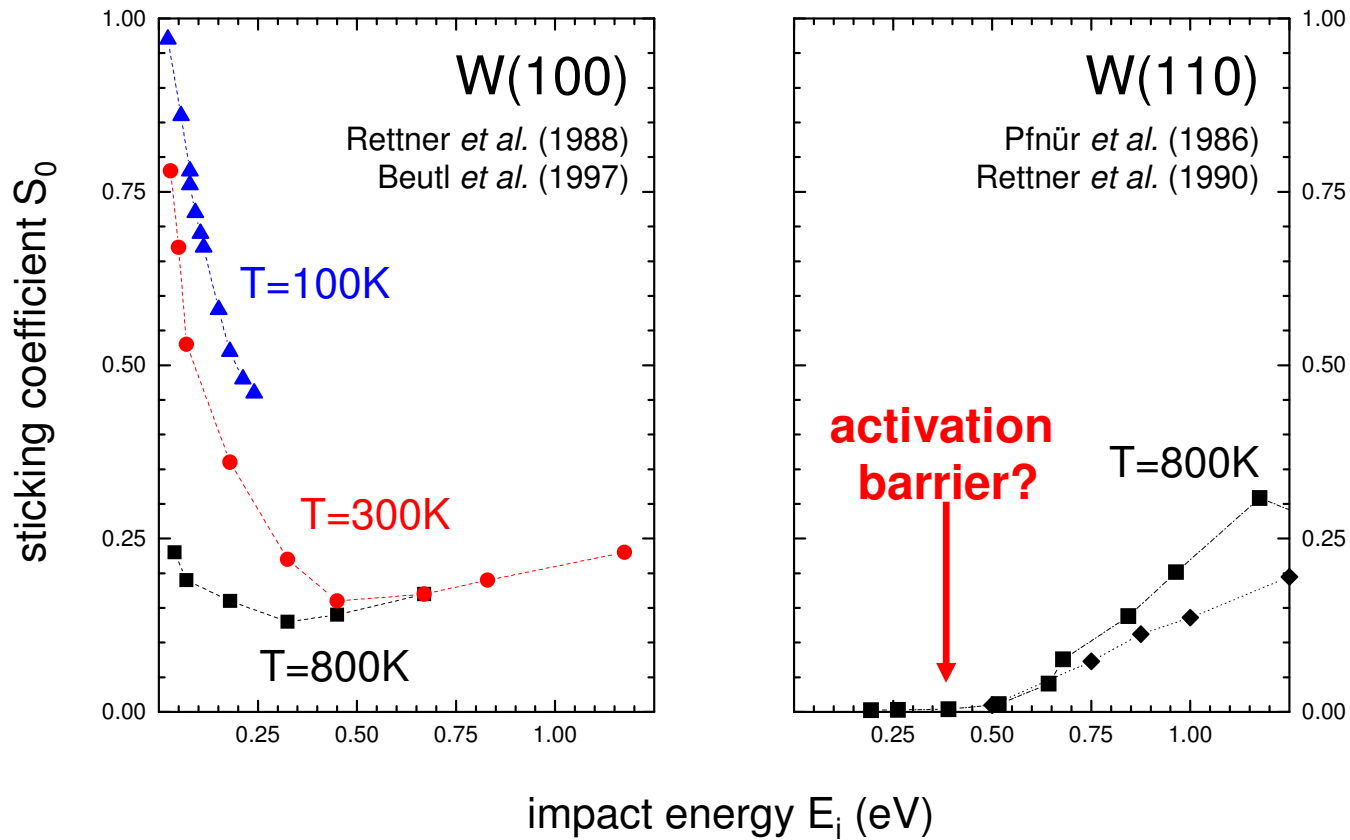 W(100)
Rettner et al. (1988)
Beutl et al. (1997)
T=100K
T=300K
T=800K
1.00
0.75
0.50
0.25
0.00
0.25
0.50
0.75
1.00
sticking coefficient S₀
W(110)
Pfnür et al. (1986)
Rettner et al. (1990)
activation
barrier?
T=800K
1.00
0.75
0.50
0.25
0.00
0.25
0.50
0.75
1.00
impact energy Eᵢ (eV)